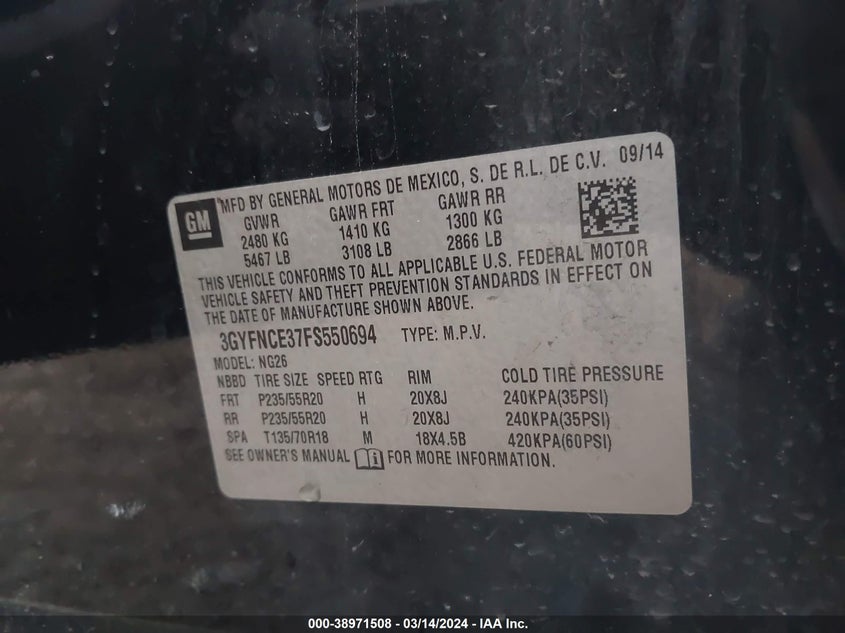 GM
MFD BY GENERAL MOTORS DE MEXICO, S. DE R.L. DE C.V. 09/14
GVWR GAWR FRT GAWR RR
2480 KG 1410 KG 1300 KG
5467 LB 3108 LB 2866 LB
THIS VEHICLE CONFORMS TO ALL APPLICABLE U.S. FEDERAL MOTOR
VEHICLE SAFETY AND THEFT PREVENTION STANDARDS IN EFFECT ON
THE DATE OF MANUFACTURE SHOWN ABOVE.
3GYFNCE37FS550694 TYPE: M.P.V.
MODEL: NG26
NBBD TIRE SIZE SPEED RTG RIM COLD TIRE PRESSURE
FRT P235/55R20 H 20X8J 240KPA(35PSI)
RR P235/55R20 H 20X8J 240KPA(35PSI)
SPA T135/70R18 M 18X4.5B 420KPA(60PSI)
SEE OWNER'S MANUAL FOR MORE INFORMATION.
000-38971508 - 03/14/2024 - IAA Inc.